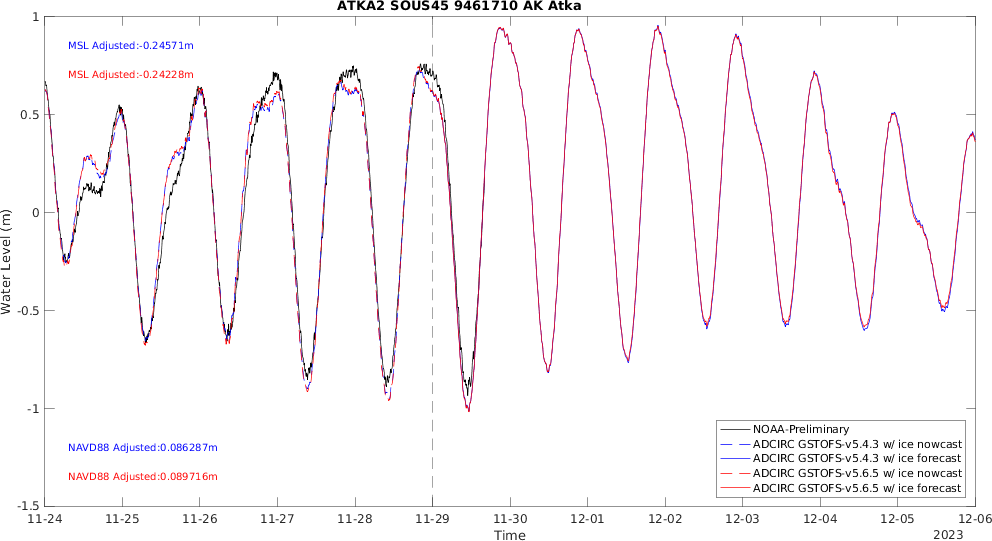 ATKA2 SOUS45 9461710 AK Atka
MSL Adjusted:-0.24571m
MSL Adjusted:-0.24228m
NAVD88 Adjusted:0.086287m
NAVD88 Adjusted:0.089716m
Water Level (m)
1
0.5
0
-0.5
-1
-1.5
NOAA-Preliminary
ADCIRC GSTOFS-v5.4.3 w/ ice nowcast
ADCIRC GSTOFS-v5.4.3 w/ ice forecast
ADCIRC GSTOFS-v5.6.5 w/ ice nowcast
ADCIRC GSTOFS-v5.6.5 w/ ice forecast
11-24 11-25 11-26 11-27 11-28 11-29 11-30 12-01 12-02 12-03 12-04 12-05 12-06
Time
2023